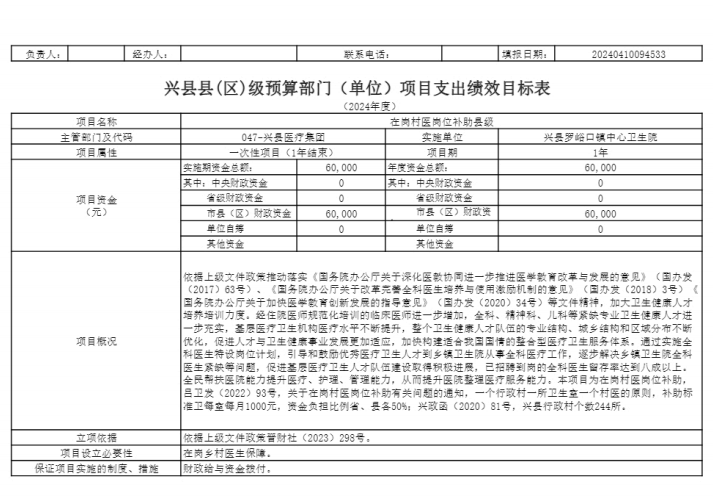 负责人： 经办人： 联系电话： 填报日期： 20240410094533
兴县县(区)级预算部门（单位）项目支出绩效目标表
（2024年度）
项目名称 在岗村医岗位补助县级
主管部门及代码 047-兴县医疗集团 实施单位 兴县罗峪口镇中心卫生院
项目属性 一次性项目（1年结束） 项目期 1年
项目资金（元） 实施期资金总额： 60,000 年度资金总额： 60,000
其中：中央财政资金 0 其中：中央财政资金 0
省级财政资金 0 省级财政资金 0
市县（区）财政资金 60,000 市县（区）财政资 60,000
单位自筹 0 单位自筹 0
其他资金 其他资金
项目概况
依据上级文件政策推动落实《国务院办公厅关于深化医教协同进一步推进医学教育改革与发展的意见》（国办发
（2017）63号）、《国务院办公厅关于改革完善全科医生培养与使用激励机制的意见》（国办发（2018）3号）《
国务院办公厅关于加快医学教育创新发展的指导意见》（国办发（2020）34号）等文件精神，加大卫生健康人才
培养培训力度，经住院医师规范化培训的临床医师进一步增加，全科、精神科、儿科等紧缺专业卫生健康人才进
一步充实，基层医疗卫生机构医疗水平不断提升，整个卫生健康人才队伍的专业结构、城乡结构和区域分布不断
优化，促进人才与卫生健康事业发展更加适应，加快构建适合我国国情的整合型医疗卫生服务体系。通过实施全
科医生特设岗位计划，引导和鼓励优秀医疗卫生人才到乡镇卫生院从事全科医疗工作，逐步解决乡镇卫生院全科
医生紧缺等问题，促进基层医疗卫生人才队伍建设取得积极进展，已招聘到岗的全科医生留存率达到八成以上。
全民帮扶医院能力提升医疗、护理、管理能力，从而提升医院整理医疗服务能力。本项目为在岗村医岗位补助，
吕卫发（2022）93号，关于在岗村医岗位补助有关问题的通知，一个行政村一所卫生室一个村医的原则，补助标
准卫每室每月1000元，资金负担比例省、县各50%；兴政函（2020）81号，兴县行政村个数244所。
立项依据 依据上级文件政策晋财社（2023）298号。
项目设立必要性 在岗乡村医生保障。
保证项目实施的制度、措施 财政给与资金拨付。